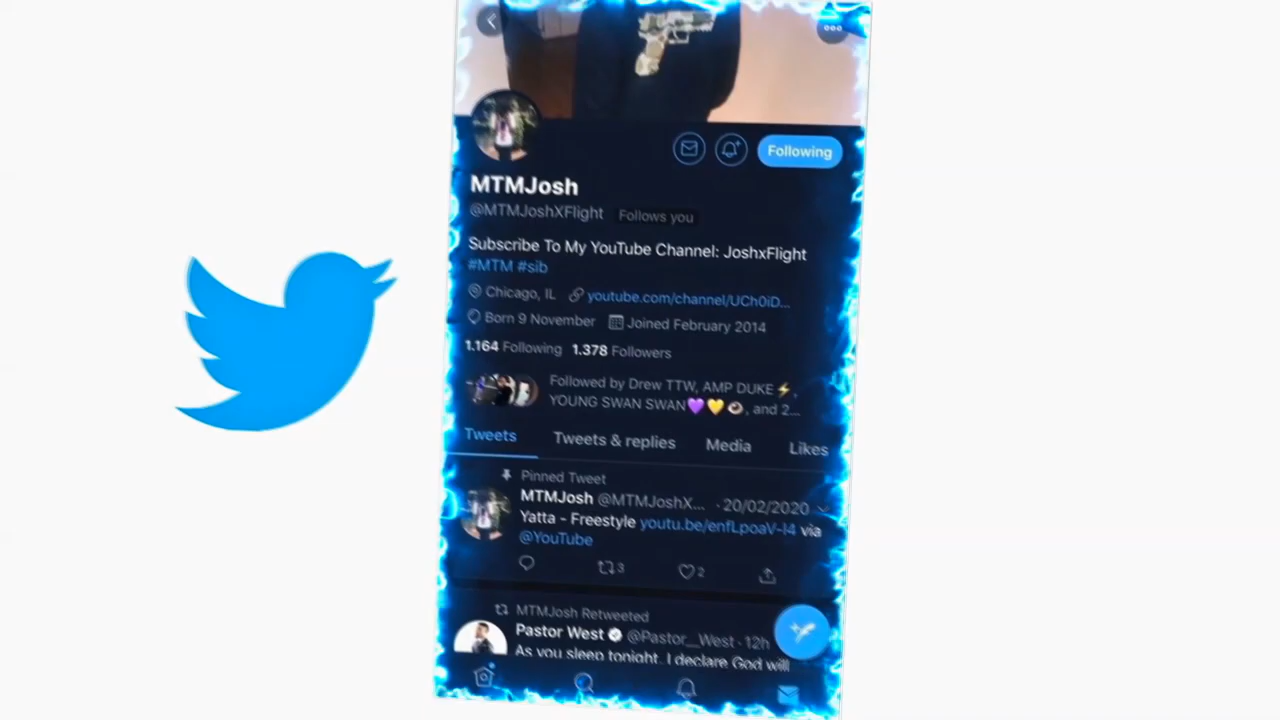 Following
MTMJosh
@MTMJoshXFlight Follows you
Subscribe To My YouTube Channel: JoshxFlight
#MTM #sib
Chicago, IL youtube.com/channel/UCh0iD...
Born 9 November Joined February 2014
1.164 Following 1.378 Followers
Followed by Drew TTW, AMP DUKE⚡,
YOUNG SWAN SWAN💜💛🧿, and 2...
Tweets Tweets & replies Media Likes
Pinned Tweet
MTMJosh @MTMJoshX... · 20/02/2020
Yatta - Freestyle youtu.be/enfLpoaV-I4 via
@YouTube
3 2
MTMJosh Retweeted
Pastor West @Pastor__West · 12h
As you sleep tonight, I declare God will